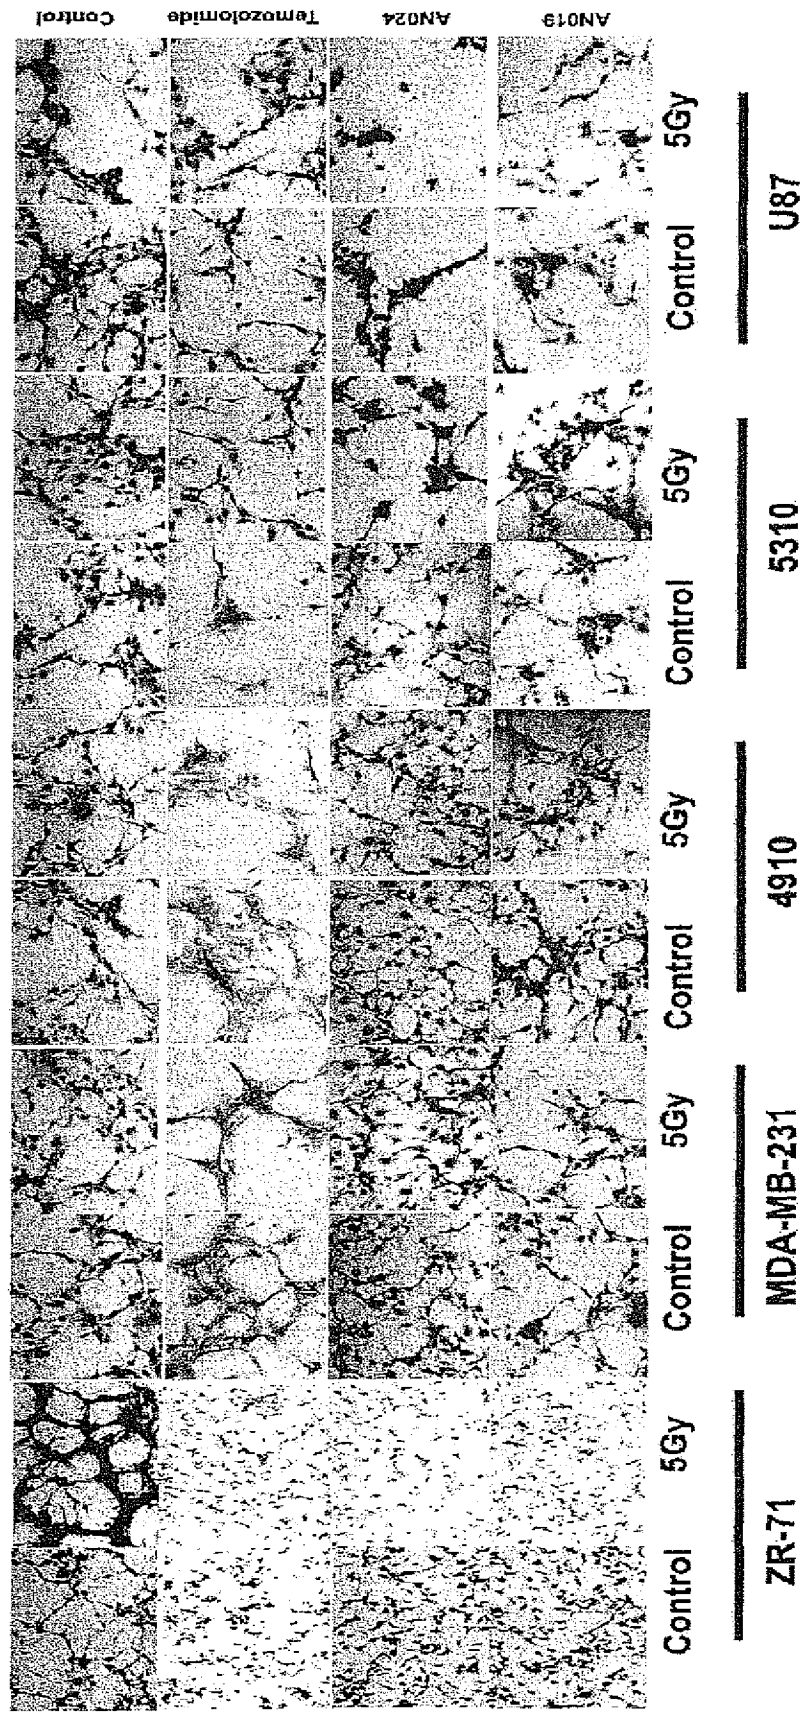 Control
Temozolomide
AN024
AN019
Control
5Gy
Control
5Gy
Control
5Gy
Control
5Gy
Control
5Gy
ZR-71
MDA-MB-231
4910
5310
U87